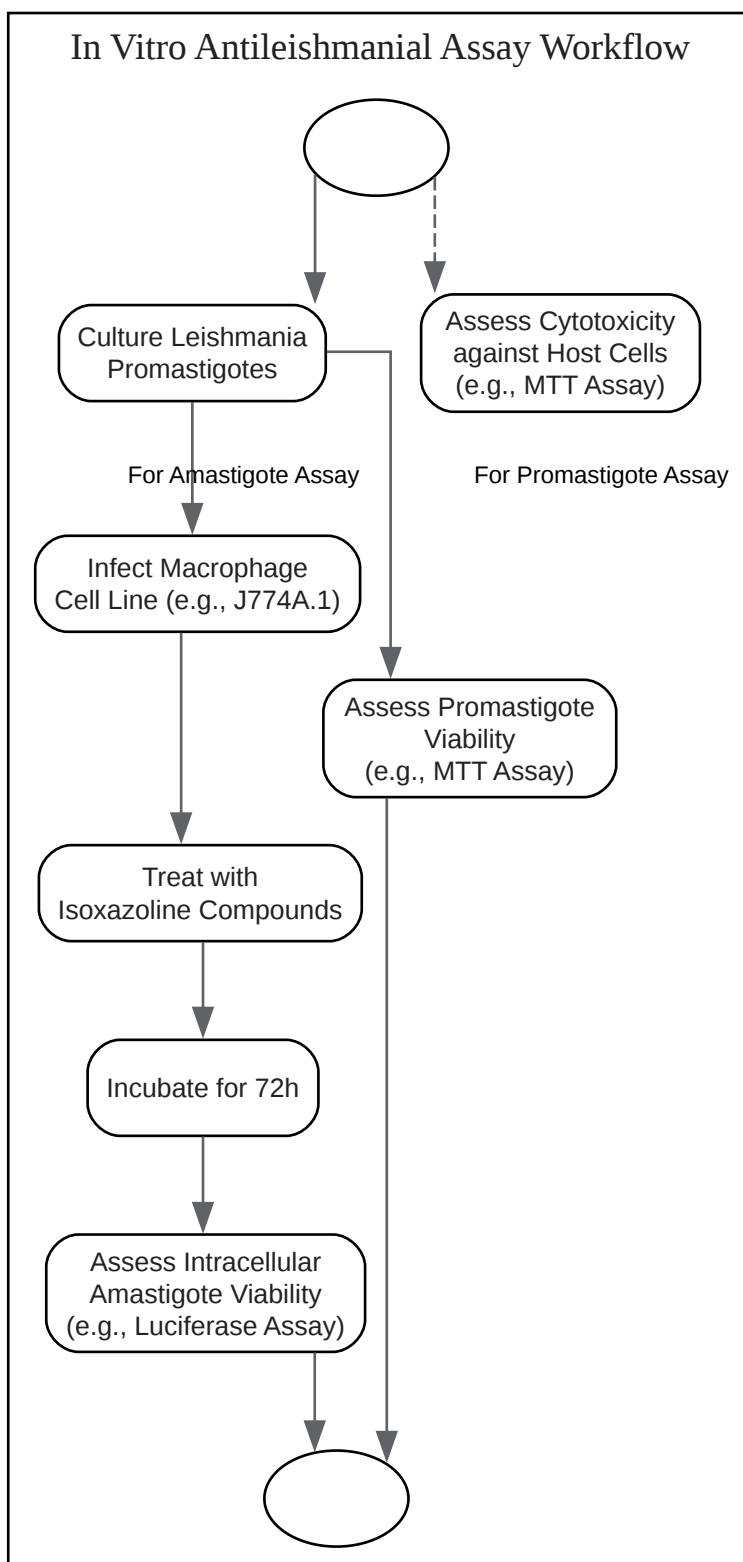 In Vitro Antileishmanial Assay Workflow
Culture Leishmania
Promastigotes
Assess Cytotoxicity
against Host Cells
(e.g., MTT Assay)
For Amastigote Assay
For Promastigote Assay
Infect Macrophage
Cell Line (e.g., J774A.1)
Assess Promastigote
Viability
(e.g., MTT Assay)
Treat with
Isoxazoline Compounds
Incubate for 72h
Assess Intracellular
Amastigote Viability
(e.g., Luciferase Assay)